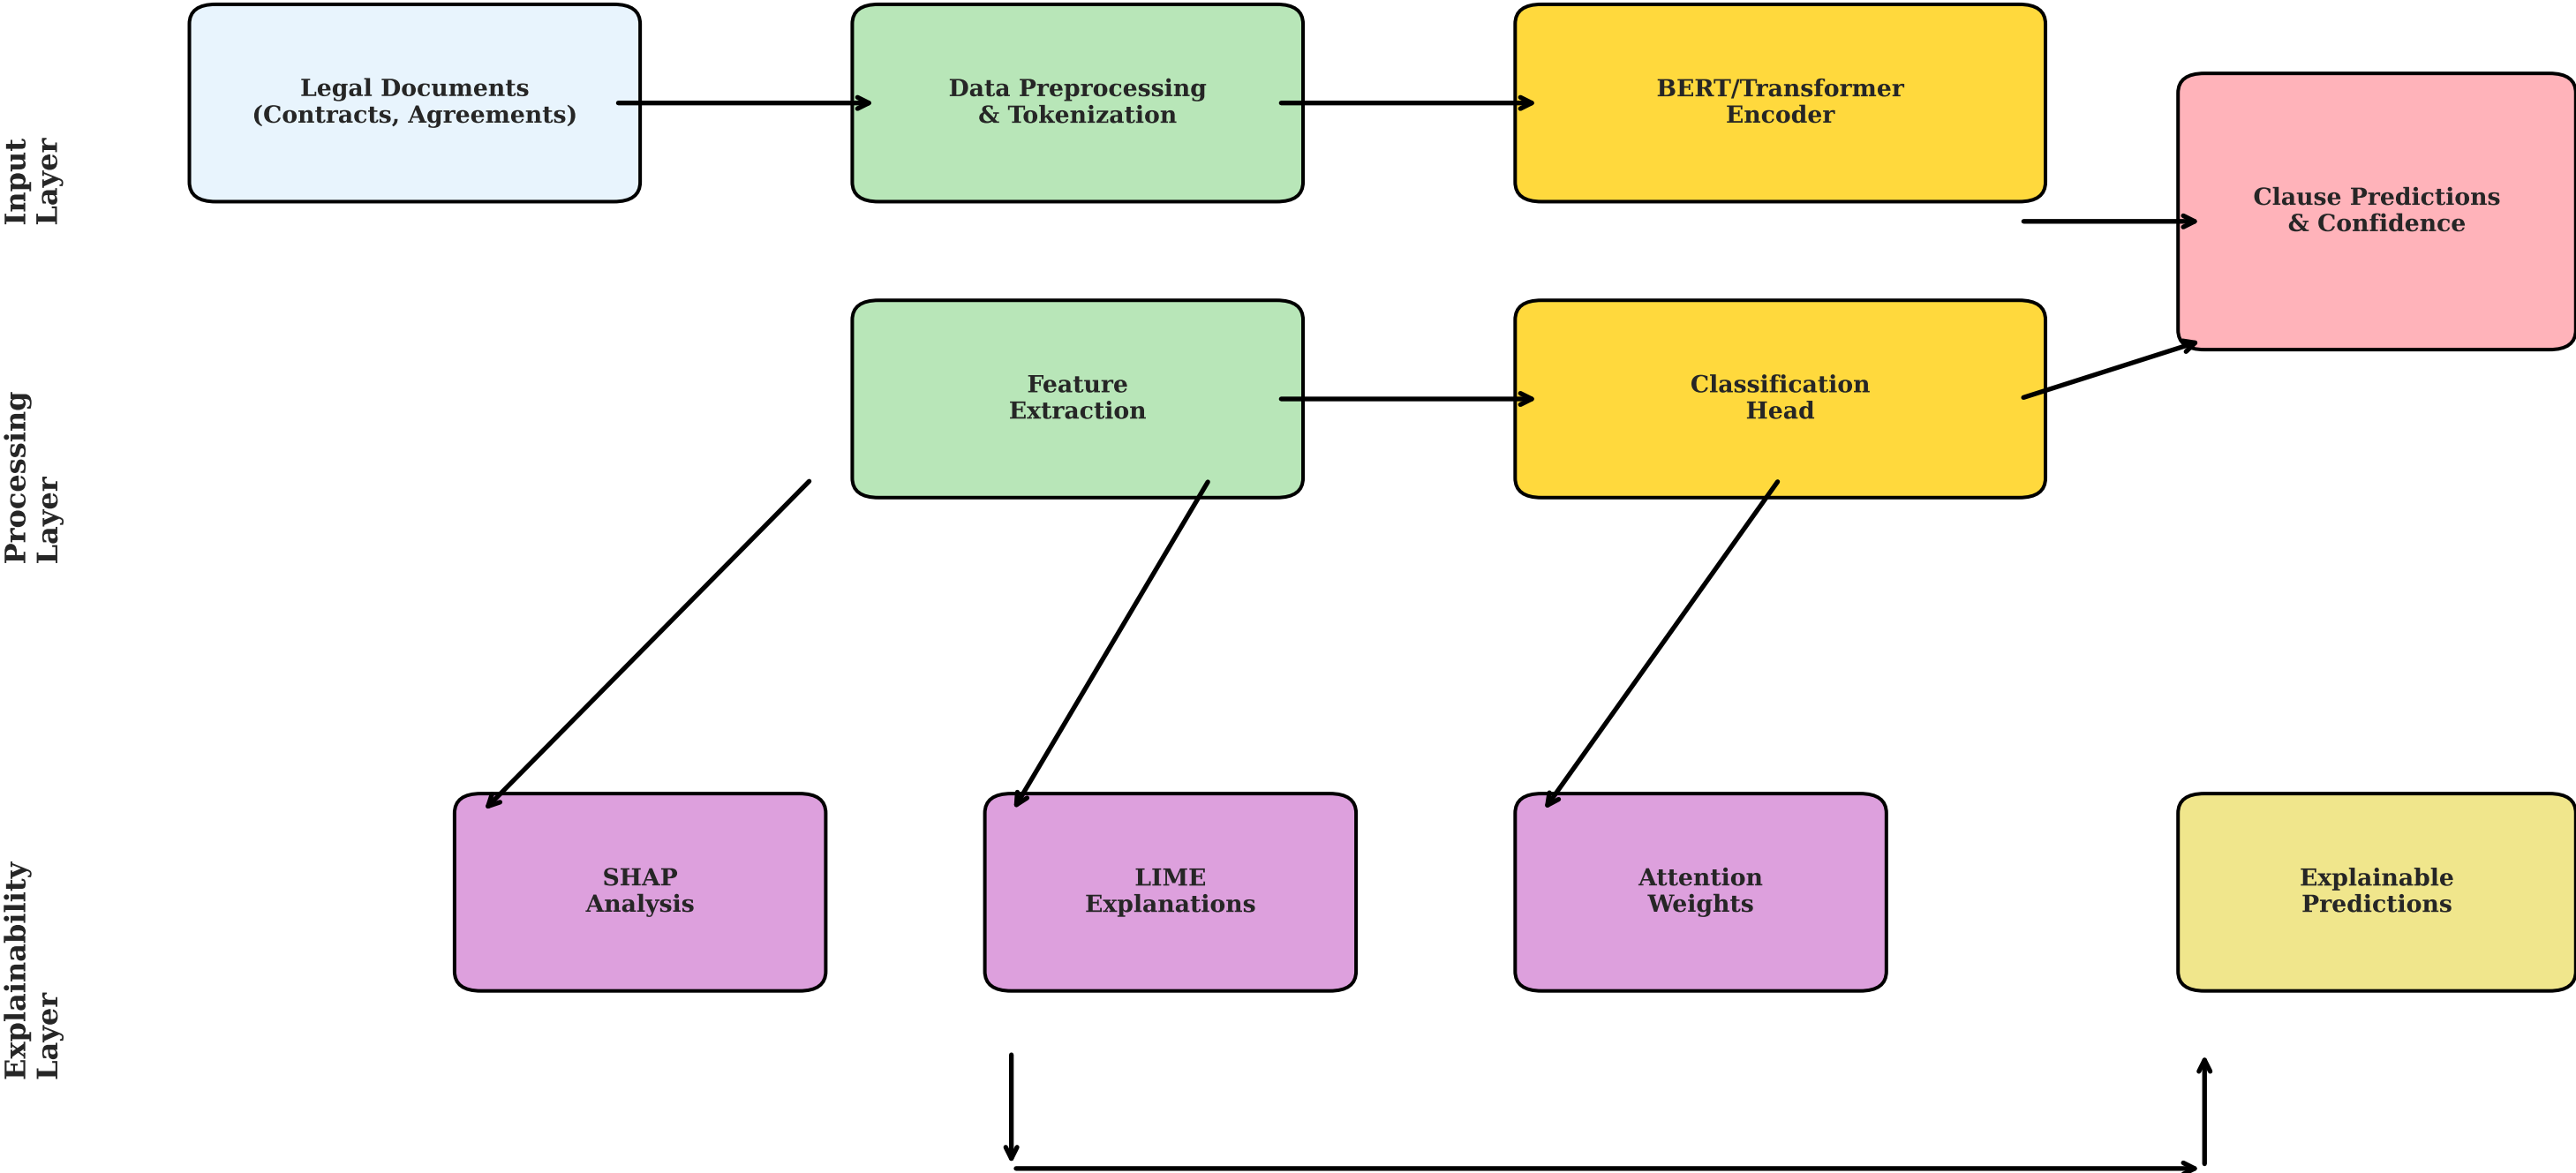 Legal Documents
(Contracts, Agreements)
Data Preprocessing
& Tokenization
BERT/Transformer
Encoder
Clause Predictions
& Confidence
Input
Layer
Feature
Extraction
Classification
Head
Processing
Layer
SHAP
Analysis
LIME
Explanations
Attention
Weights
Explainable
Predictions
Explainability
Layer